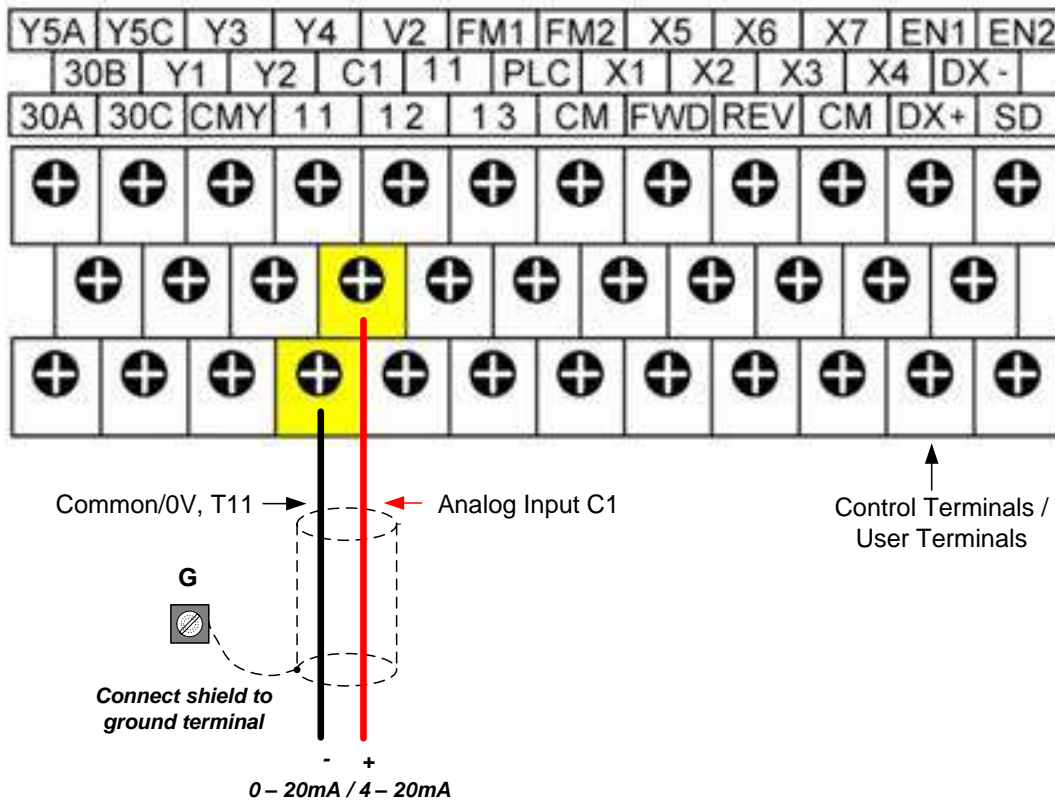 Y5A Y5C Y3 Y4 V2 FM1 FM2 X5 X6 X7 EN1 EN2
30B Y1 Y2 C1 11 PLC X1 X2 X3 X4 DX -
30A 30C CMY 11 12 13 CM FWD REV CM DX+ SD
Common/0V, T11
Analog Input C1
Control Terminals /
User Terminals
G
Connect shield to
ground terminal
- +
0 – 20mA / 4 – 20mA